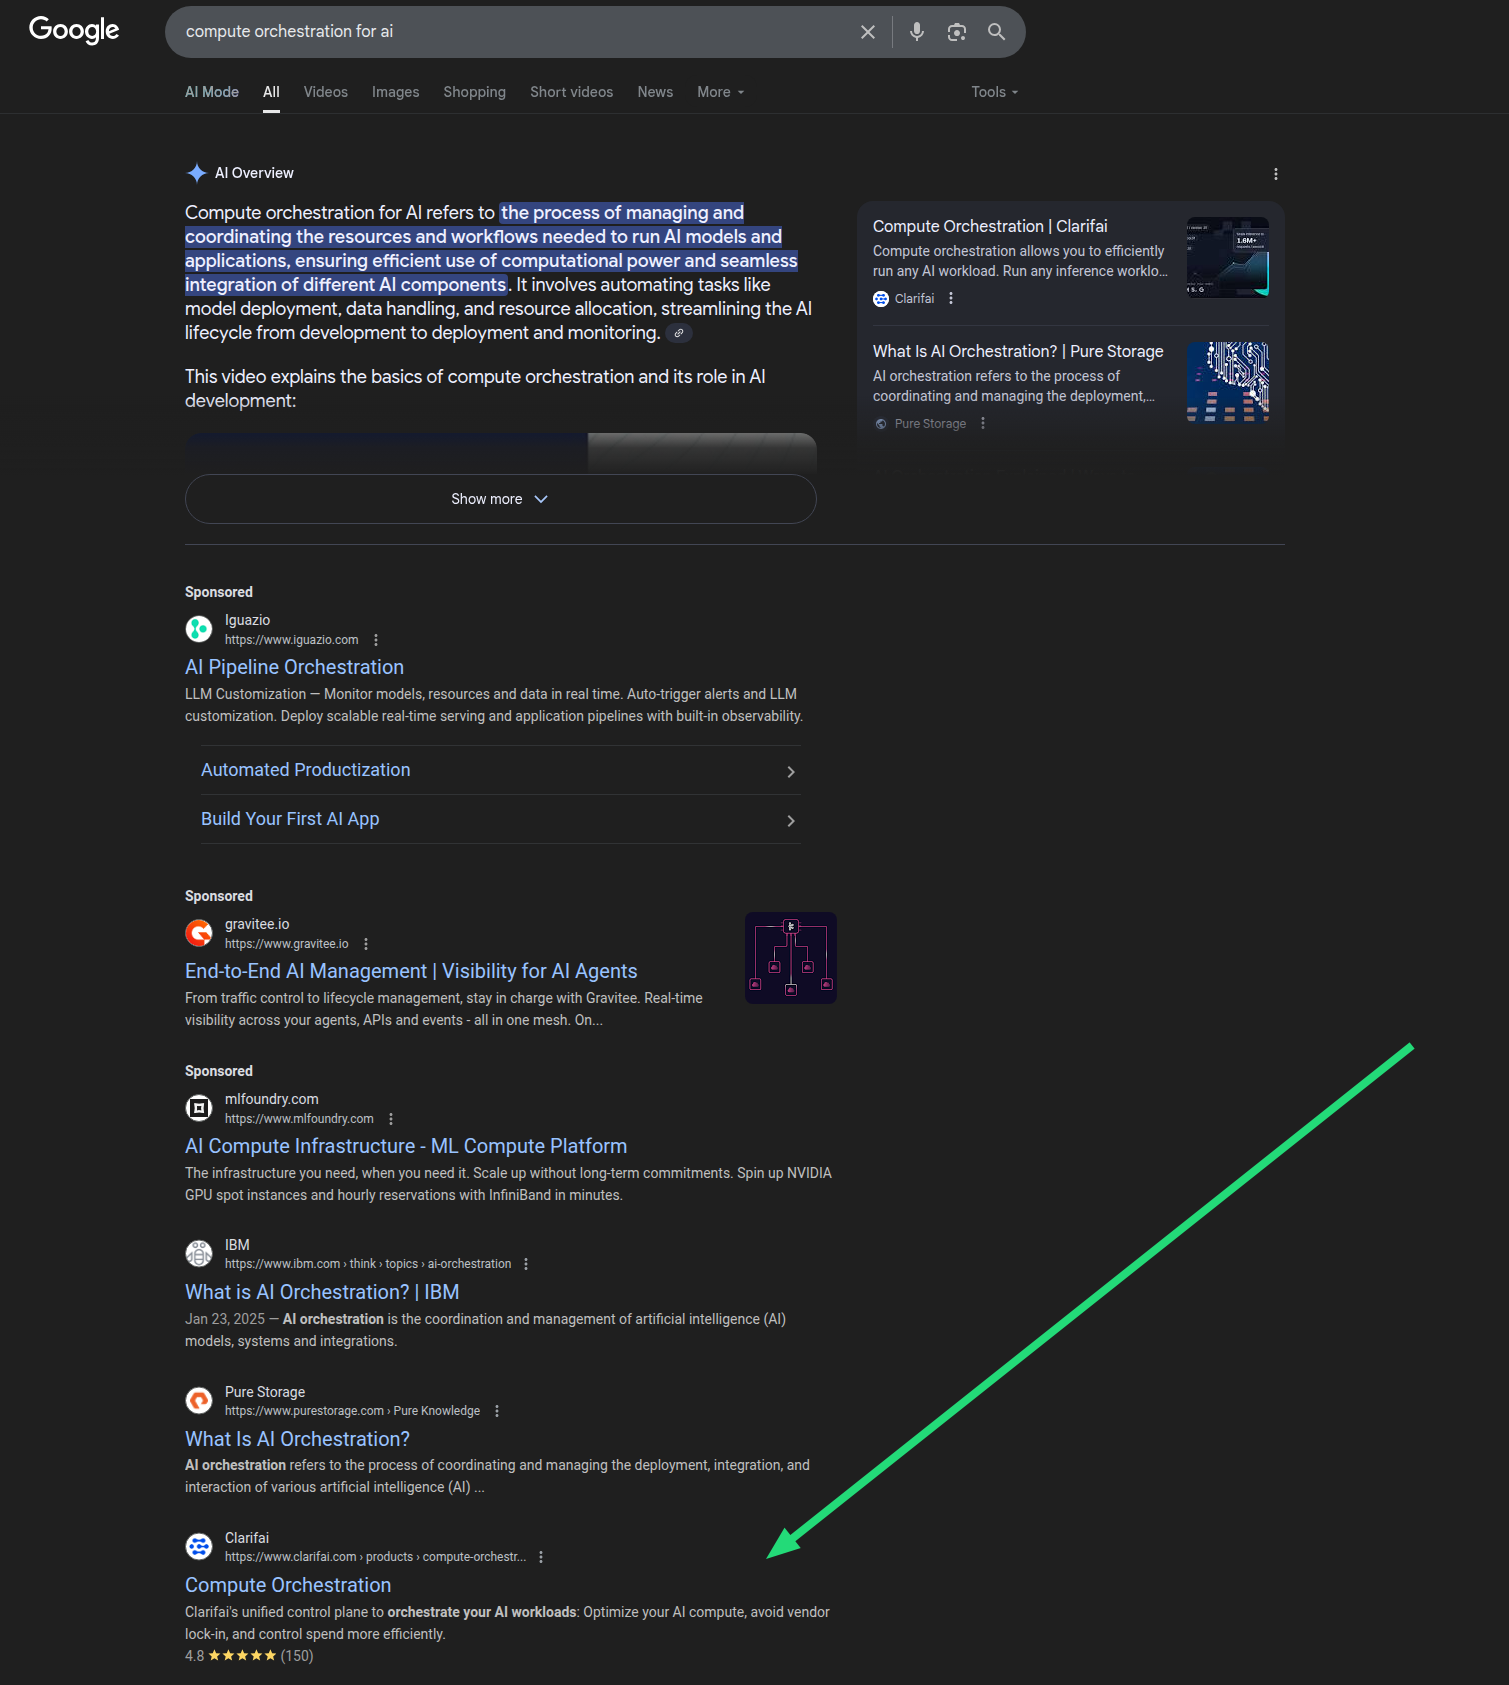 Google
compute orchestration for ai
AI Mode
All
Videos
Images
Shopping
Short videos
News
More
Tools
AI Overview
Compute orchestration for AI refers to the process of managing and
coordinating the resources and workflows needed to run AI models and
applications, ensuring efficient use of computational power and seamless
integration of different AI components. It involves automating tasks like
model deployment, data handling, and resource allocation, streamlining the AI
lifecycle from development to deployment and monitoring.
This video explains the basics of compute orchestration and its role in AI
development:
Show more
Compute Orchestration | Clarifai
Compute orchestration allows you to efficiently
run any AI workload. Run any inference worklo...
Clarifai
1.6M+
What Is AI Orchestration? | Pure Storage
AI orchestration refers to the process of
coordinating and managing the deployment,...
Pure Storage
Sponsored
Iguazio
https://www.iguazio.com
AI Pipeline Orchestration
LLM Customization — Monitor models, resources and data in real time. Auto-trigger alerts and LLM
customization. Deploy scalable real-time serving and application pipelines with built-in observability.
Automated Productization
Build Your First AI App
Sponsored
gravitee.io
https://www.gravitee.io
End-to-End AI Management | Visibility for AI Agents
From traffic control to lifecycle management, stay in charge with Gravitee. Real-time
visibility across your agents, APIs and events - all in one mesh. On...
Sponsored
mlfoundry.com
https://www.mlfoundry.com
AI Compute Infrastructure - ML Compute Platform
The infrastructure you need, when you need it. Scale up without long-term commitments. Spin up NVIDIA
GPU spot instances and hourly reservations with InfiniBand in minutes.
IBM
https://www.ibm.com › think › topics › ai-orchestration
What is AI Orchestration? | IBM
Jan 23, 2025 — AI orchestration is the coordination and management of artificial intelligence (AI)
models, systems and integrations.
Pure Storage
https://www.purestorage.com › Pure Knowledge
What Is AI Orchestration?
AI orchestration refers to the process of coordinating and managing the deployment, integration, and
interaction of various artificial intelligence (AI) ...
Clarifai
https://www.clarifai.com › products › compute-orchestr...
Compute Orchestration
Clarifai's unified control plane to orchestrate your AI workloads: Optimize your AI compute, avoid vendor
lock-in, and control spend more efficiently.
4.8 ★★★★★ (150)